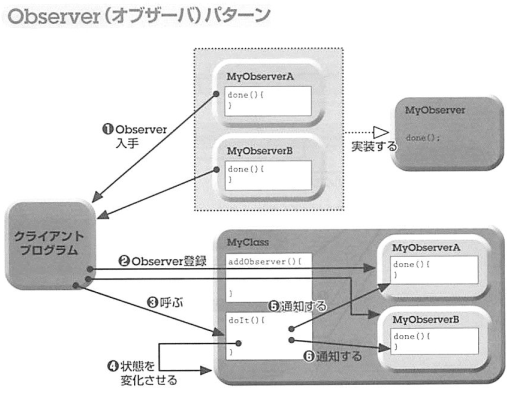 Observer（オブザーバ）パターン
MyObserverA
done(){
}
MyObserverB
done(){
}
MyObserver
done();
実装する
❶Observer
入手
クライアント
プログラム
MyClass
addObserver(){
}
❷Observer登録
❸呼ぶ
doIt(){
}
❹状態を
変化させる
❺通知する
❻通知する
MyObserverA
done(){
}
MyObserverB
done(){
}